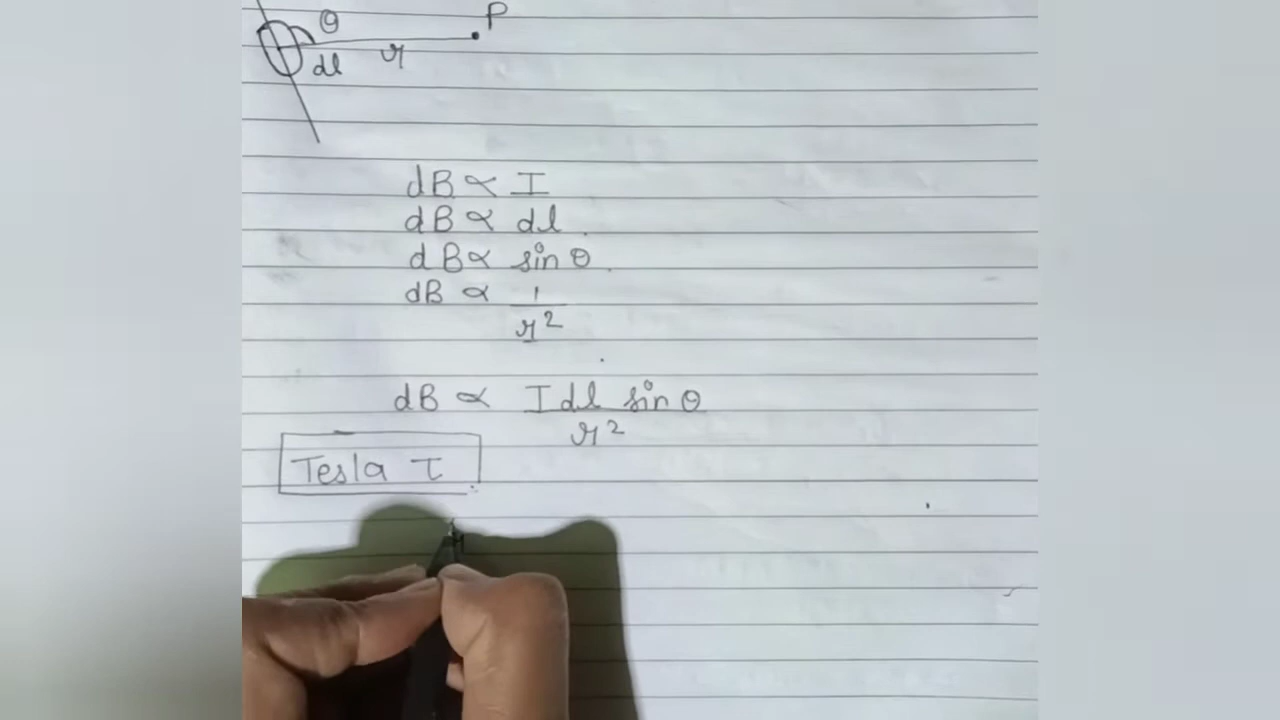 θ P
dl r
dB ∝ I
dB ∝ dl
dB ∝ sin θ
dB ∝ 1/r²
dB ∝ I dl sin θ / r²
Tesla T